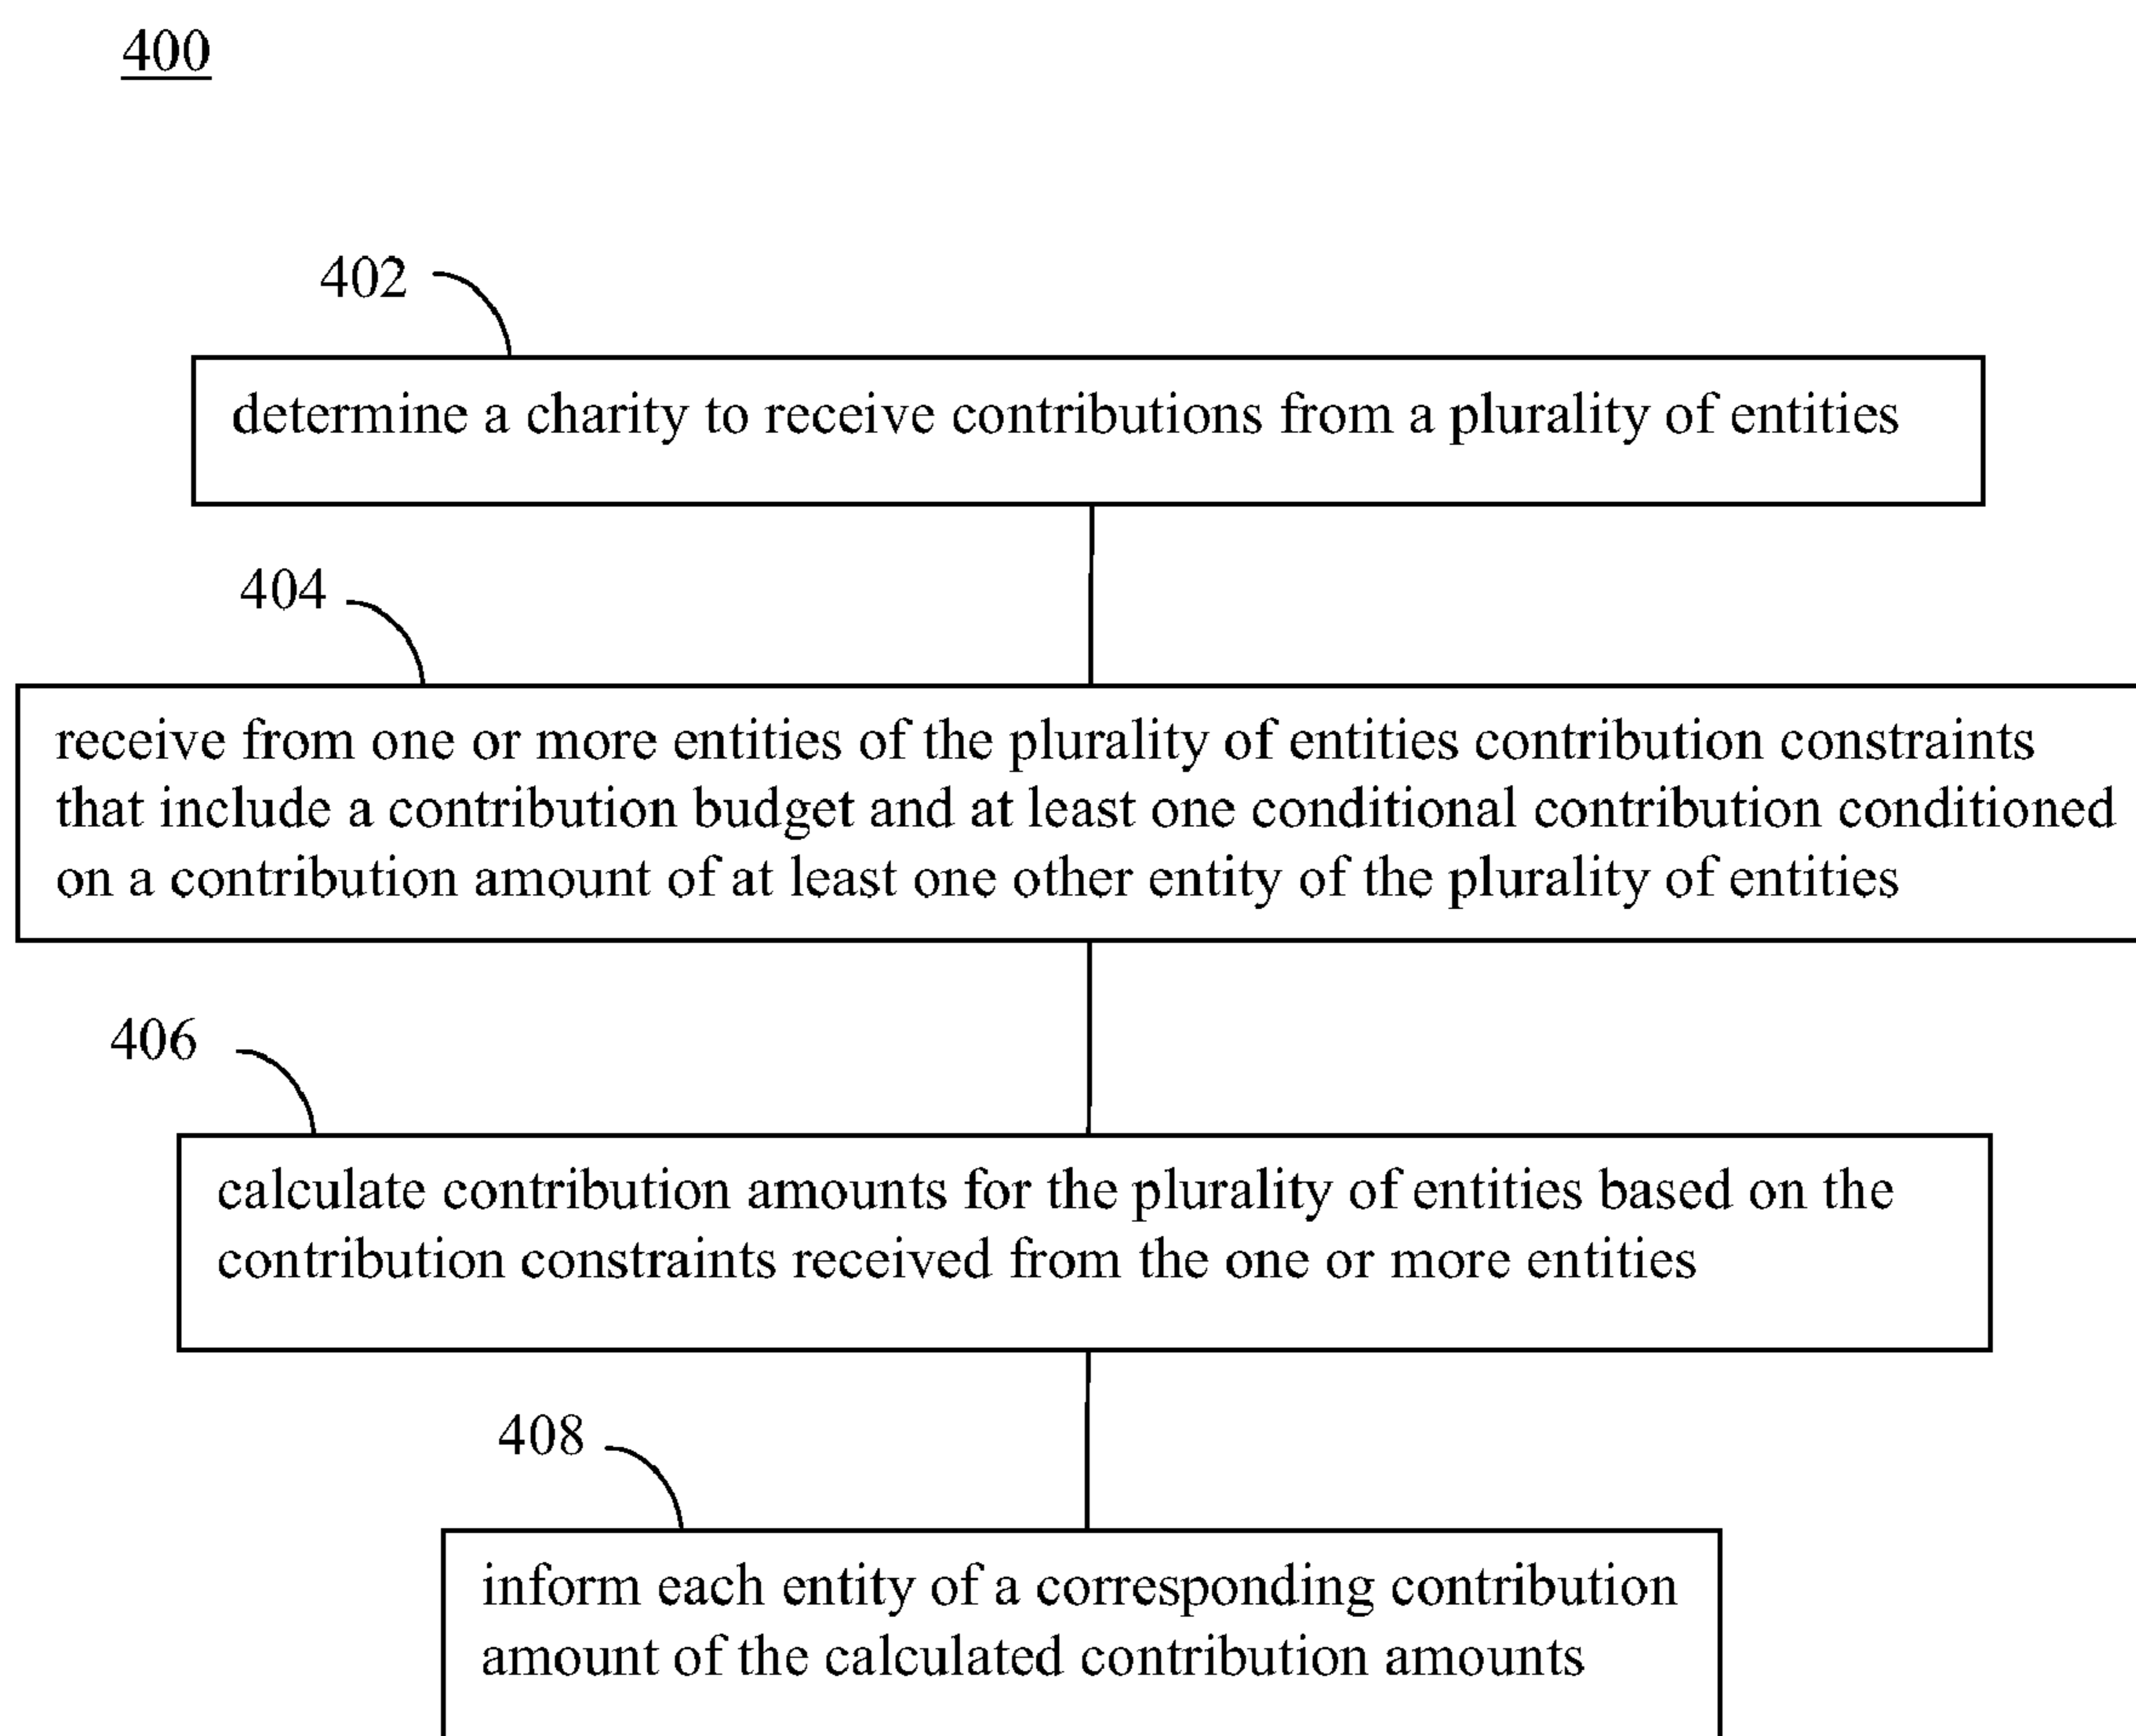 400
402
determine a charity to receive contributions from a plurality of entities
404
receive from one or more entities of the plurality of entities contribution constraints
that include a contribution budget and at least one conditional contribution conditioned
on a contribution amount of at least one other entity of the plurality of entities
406
calculate contribution amounts for the plurality of entities based on the
contribution constraints received from the one or more entities
408
inform each entity of a corresponding contribution
amount of the calculated contribution amounts